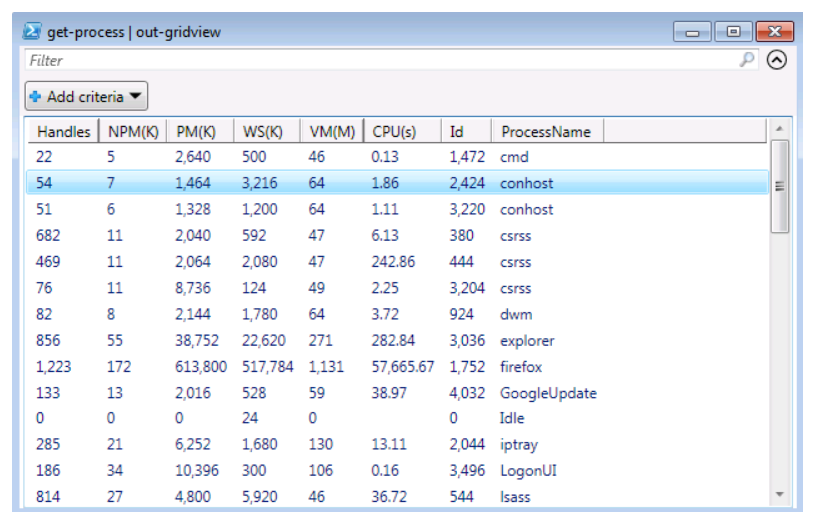 get-process | out-gridview
Filter
Add criteria
Handles NPM(K) PM(K) WS(K) VM(M) CPU(s) Id ProcessName
22 5 2,640 500 46 0.13 1,472 cmd
54 7 1,464 3,216 64 1.86 2,424 conhost
51 6 1,328 1,200 64 1.11 3,220 conhost
682 11 2,040 592 47 6.13 380 csrss
469 11 2,064 2,080 47 242.86 444 csrss
76 11 8,736 124 49 2.25 3,204 csrss
82 8 2,144 1,780 64 3.72 924 dwm
856 55 38,752 22,620 271 282.84 3,036 explorer
1,223 172 613,800 517,784 1,131 57,665.67 1,752 firefox
133 13 2,016 528 59 38.97 4,032 GoogleUpdate
0 0 0 24 0 0 Idle
285 21 6,252 1,680 130 13.11 2,044 iptray
186 34 10,396 300 106 0.16 3,496 LogonUI
814 27 4,800 5,920 46 36.72 544 lsass